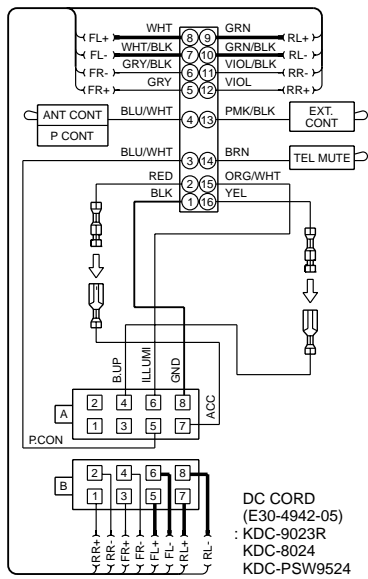 FL+ WHT 8 9 GRN RL+
FL- WHT/BLK 7 10 GRN/BLK RL-
FR- GRY/BLK 6 11 VIOL/BLK RR-
FR+ GRY 5 12 VIOL RR+
ANT CONT BLU/WHT 4 13 PMK/BLK EXT. CONT
P CONT
BLU/WHT 3 14 BRN TEL MUTE
RED 2 15 ORG/WHT
BLK 1 16 YEL
B.UP ILLUMI GND ACC
A 2 4 6 8
1 3 5 7
P.CON
B 2 4 6 8
1 3 5 7
RR+ RR- FR+ FR- FL+ FL- RL+ RL-
DC CORD
(E30-4942-05)
: KDC-9023R
KDC-8024
KDC-PSW9524